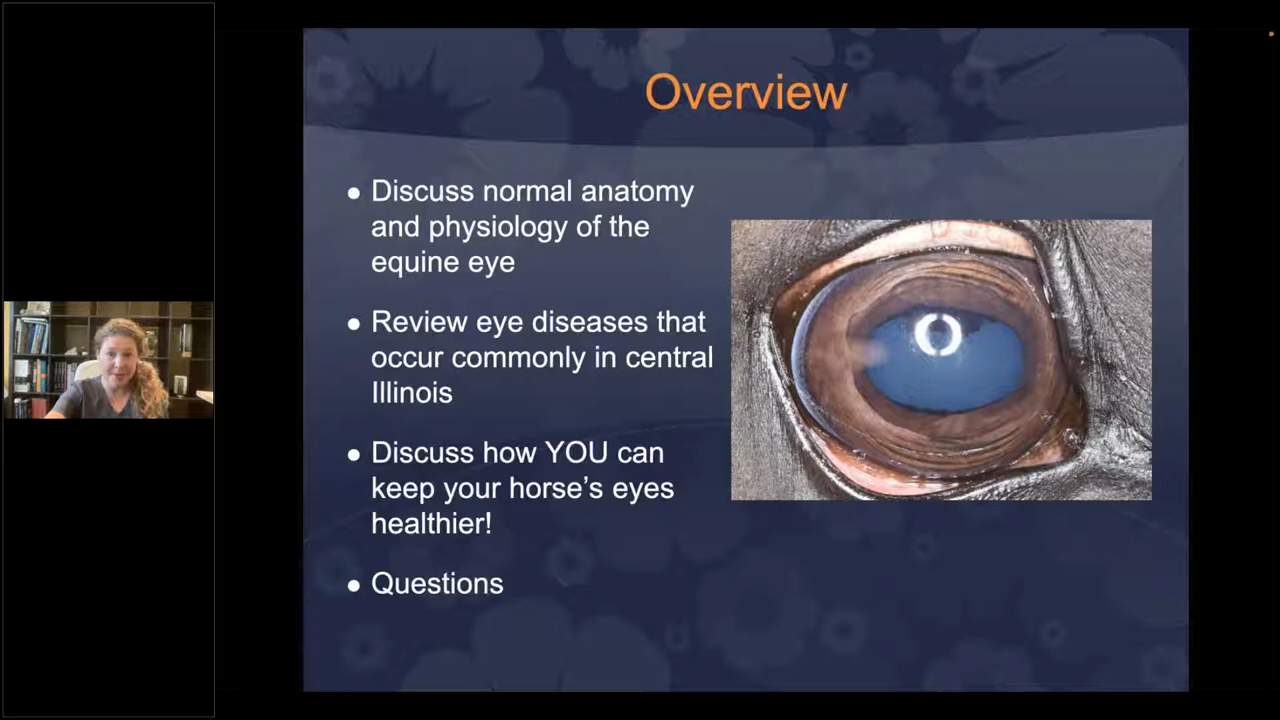 Overview
● Discuss normal anatomy
and physiology of the
equine eye
● Review eye diseases that
occur commonly in central
Illinois
● Discuss how YOU can
keep your horse’s eyes
healthier!
● Questions